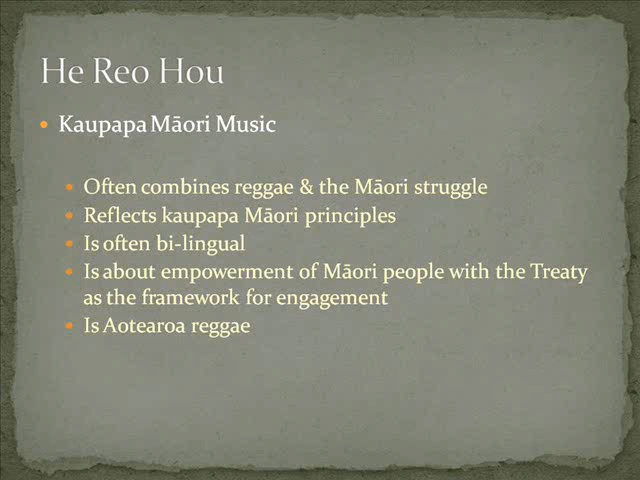 He Reo Hou
• Kaupapa Māori Music
• Often combines reggae & the Māori struggle
• Reflects kaupapa Māori principles
• Is often bi-lingual
• Is about empowerment of Māori people with the Treaty
as the framework for engagement
• Is Aotearoa reggae